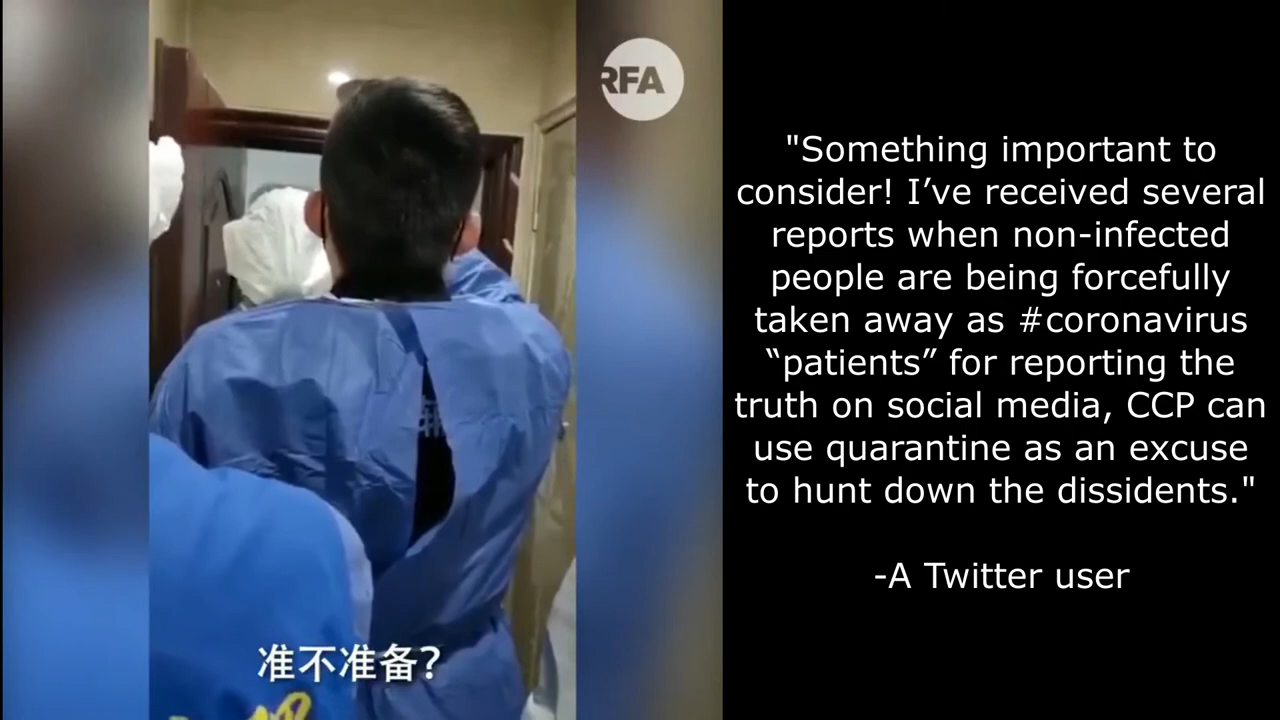 RFA
准不准备?
"Something important to
consider! I’ve received several
reports when non-infected
people are being forcefully
taken away as #coronavirus
“patients” for reporting the
truth on social media, CCP can
use quarantine as an excuse
to hunt down the dissidents."
-A Twitter user